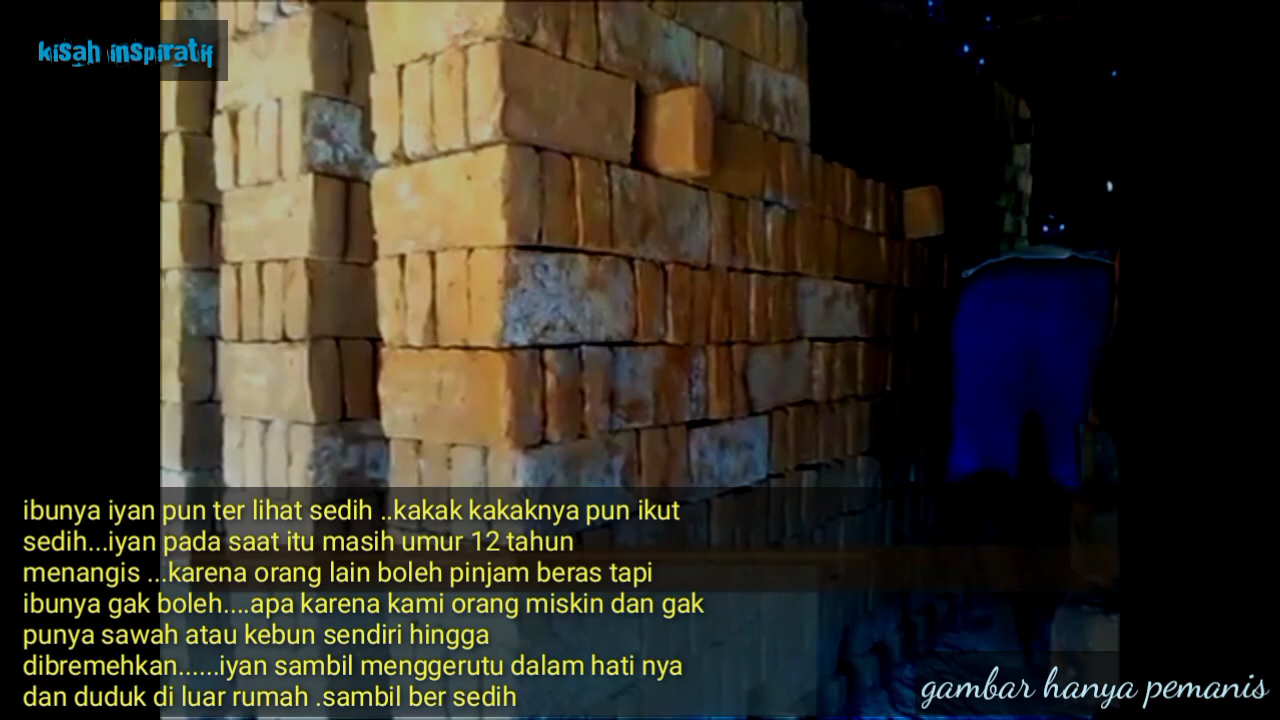 kisah inspiratif
ibunya iyan pun ter lihat sedih ..kakak kakaknya pun ikut
sedih...iyan pada saat itu masih umur 12 tahun
menangis ...karena orang lain boleh pinjam beras tapi
ibunya gak boleh....apa karena kami orang miskin dan gak
punya sawah atau kebun sendiri hingga
dibremehkan......iyan sambil menggerutu dalam hati nya
dan duduk di luar rumah .sambil ber sedih
gambar hanya pemanis